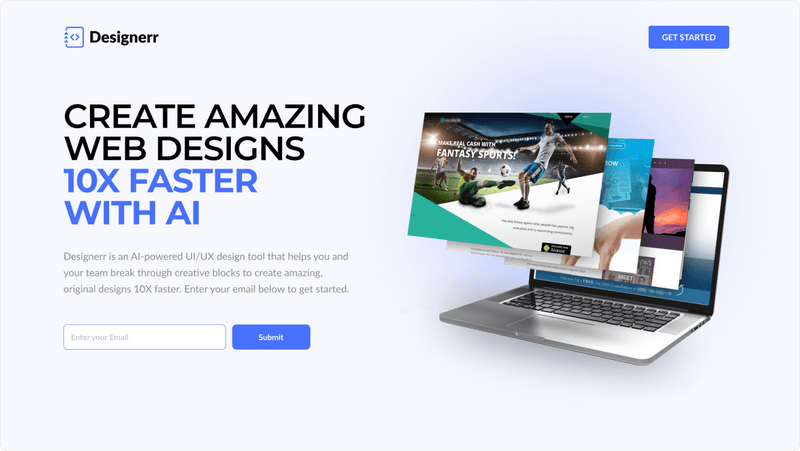 Designerr
GET STARTED
CREATE AMAZING
WEB DESIGNS
10X FASTER
WITH AI
Designerr is an AI-powered UI/UX design tool that helps you and
your team break through creative blocks to create amazing,
original designs 10X faster. Enter your email below to get started.
Enter your Email
Submit
MAKE REAL CASH WITH
FANTASY SPORTS!
Android
MEET